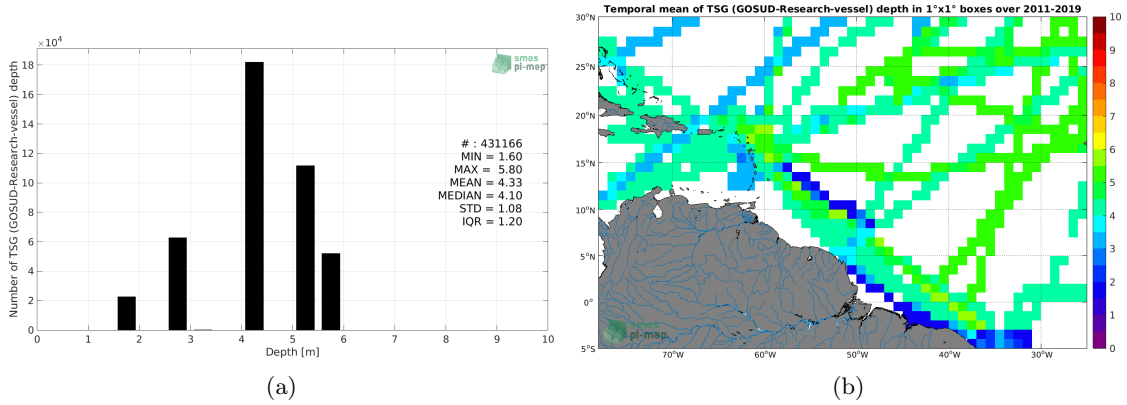 ×10⁴
18
16
14
12
10
8
6
4
2
0
Number of TSG (GOSUD-Research-vessel) depth
smos
pi-mep
# : 431166
MIN = 1.60
MAX = 5.80
MEAN = 4.33
MEDIAN = 4.10
STD = 1.08
IQR = 1.20
0 1 2 3 4 5 6 7 8 9 10
Depth [m]
(a)
Temporal mean of TSG (GOSUD-Research-vessel) depth in 1°x1° boxes over 2011-2019
30°N
25°N
20°N
15°N
10°N
5°N
0°
5°S
70°W 60°W 50°W 40°W 30°W
smos
pi-mep
10
9
8
7
6
5
4
3
2
1
0
(b)